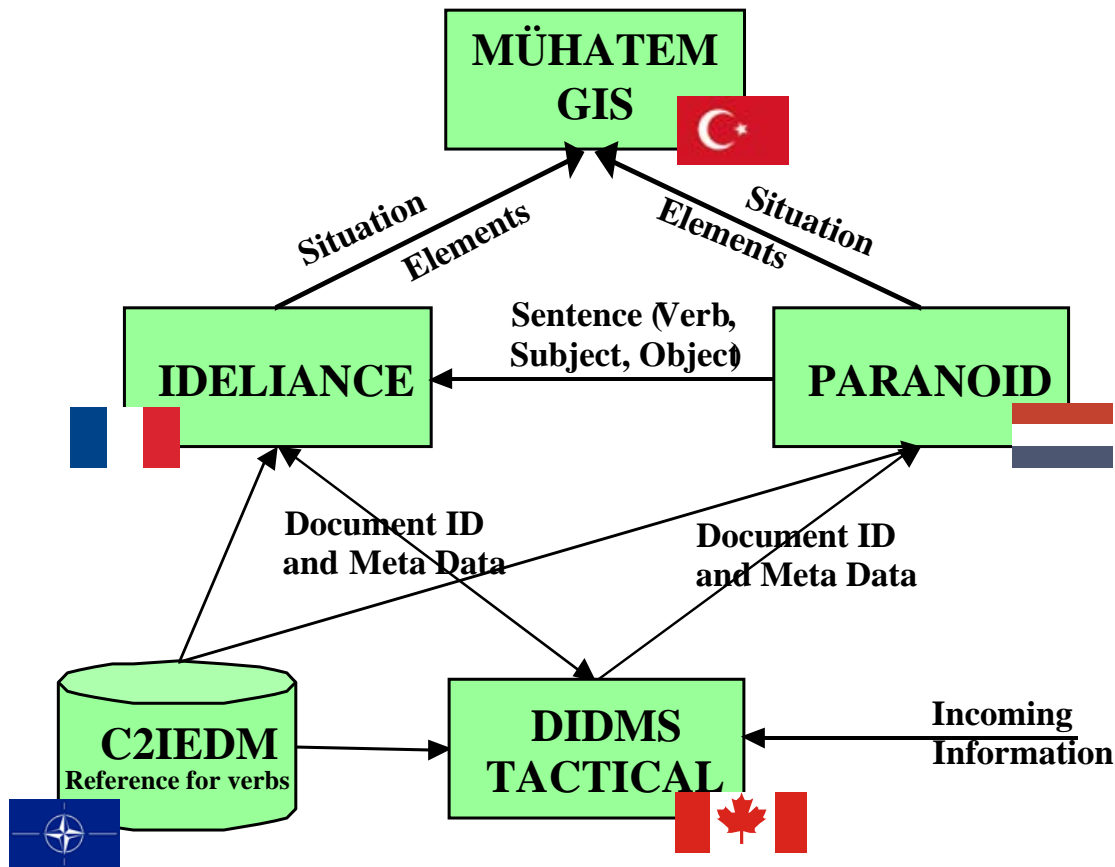 MÜHATEM
GIS
Situation
Elements
Situation
Elements
Sentence (Verb,
Subject, Object)
IDELIANCE
PARANOID
Document ID
and Meta Data
Document ID
and Meta Data
C2IEDM
Reference for verbs
DIDMS
TACTICAL
Incoming
Information